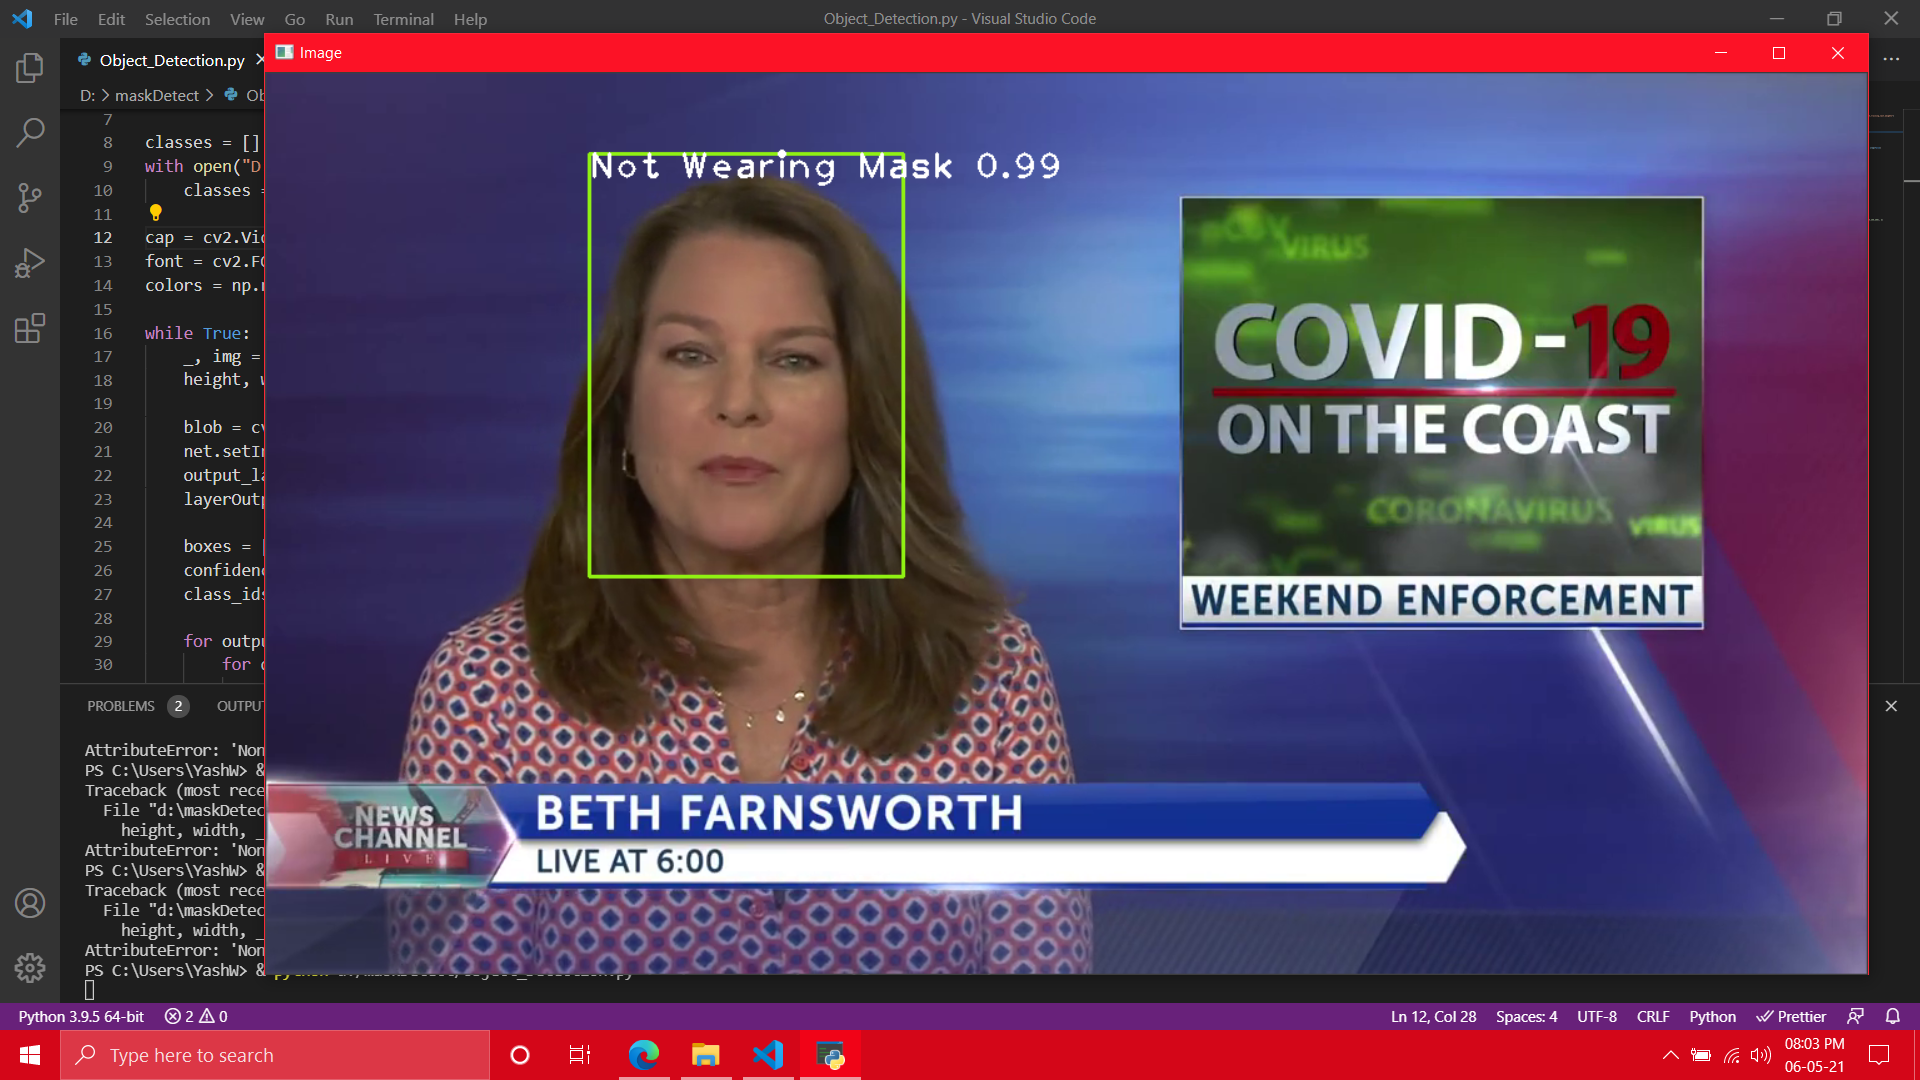 File Edit Selection View Go Run Terminal Help
Object_Detection.py - Visual Studio Code
Object_Detection.py
Image
D: > maskDetect >
7
8 classes = []
9 with open("D
10 classes =
11
12 cap = cv2.Vi
13 font = cv2.F
14 colors = np.
15
16 while True:
17 _, img =
18 height,
19
20 blob =
21 net.setI
22 output_l
23 layerOut
24
25 boxes =
26 confiden
27 class_id
28
29 for outp
30 for
Not Wearing Mask 0.99
VIRUS
COVID-19
ON THE COAST
CORONAVIRUS
VIRUS
WEEKEND ENFORCEMENT
NEWS
CHANNEL
LIVE
BETH FARNSWORTH
LIVE AT 6:00
PROBLEMS 2 OUTPU
AttributeError: 'Non
PS C:\Users\YashW> &
Traceback (most rece
File "d:\maskDetec
height, width, _
AttributeError: 'Non
PS C:\Users\YashW> &
Traceback (most rece
File "d:\maskDetec
height, width, _
AttributeError: 'Non
PS C:\Users\YashW> &
Python 3.9.5 64-bit 2 0
Ln 12, Col 28 Spaces: 4 UTF-8 CRLF Python Prettier
Type here to search
08:03 PM
06-05-21